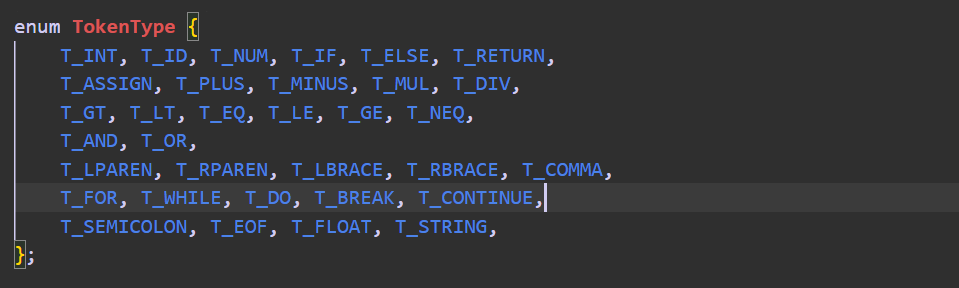 enum TokenType {
    T_INT, T_ID, T_NUM, T_IF, T_ELSE, T_RETURN,
    T_ASSIGN, T_PLUS, T_MINUS, T_MUL, T_DIV,
    T_GT, T_LT, T_EQ, T_LE, T_GE, T_NEQ,
    T_AND, T_OR,
    T_LPAREN, T_RPAREN, T_LBRACE, T_RBRACE, T_COMMA,
    T_FOR, T_WHILE, T_DO, T_BREAK, T_CONTINUE,
    T_SEMICOLON, T_EOF, T_FLOAT, T_STRING,
};